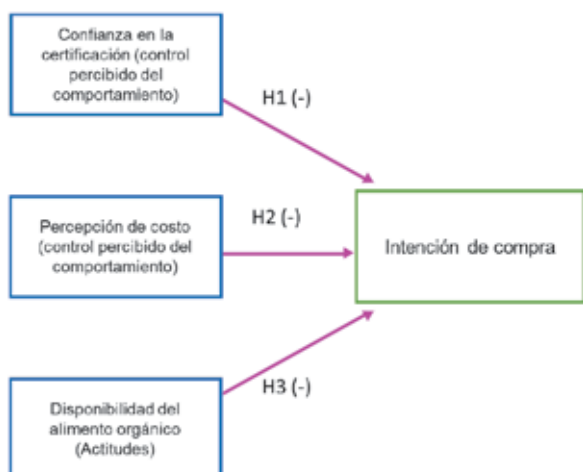 Confianza en la
certificación (control
percibido del
comportamiento)
H1 (-)
Percepción de costo
(control percibido del
comportamiento)
H2 (-)
Intención de compra
Disponibilidad del
alimento orgánico
(Actitudes)
H3 (-)